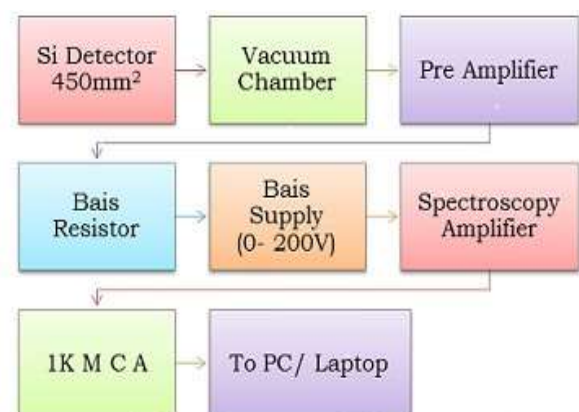 Si Detector
450mm²
Vacuum
Chamber
Pre Amplifier
Bais
Resistor
Bais
Supply
(0- 200V)
Spectroscopy
Amplifier
1K M C A
To PC/ Laptop